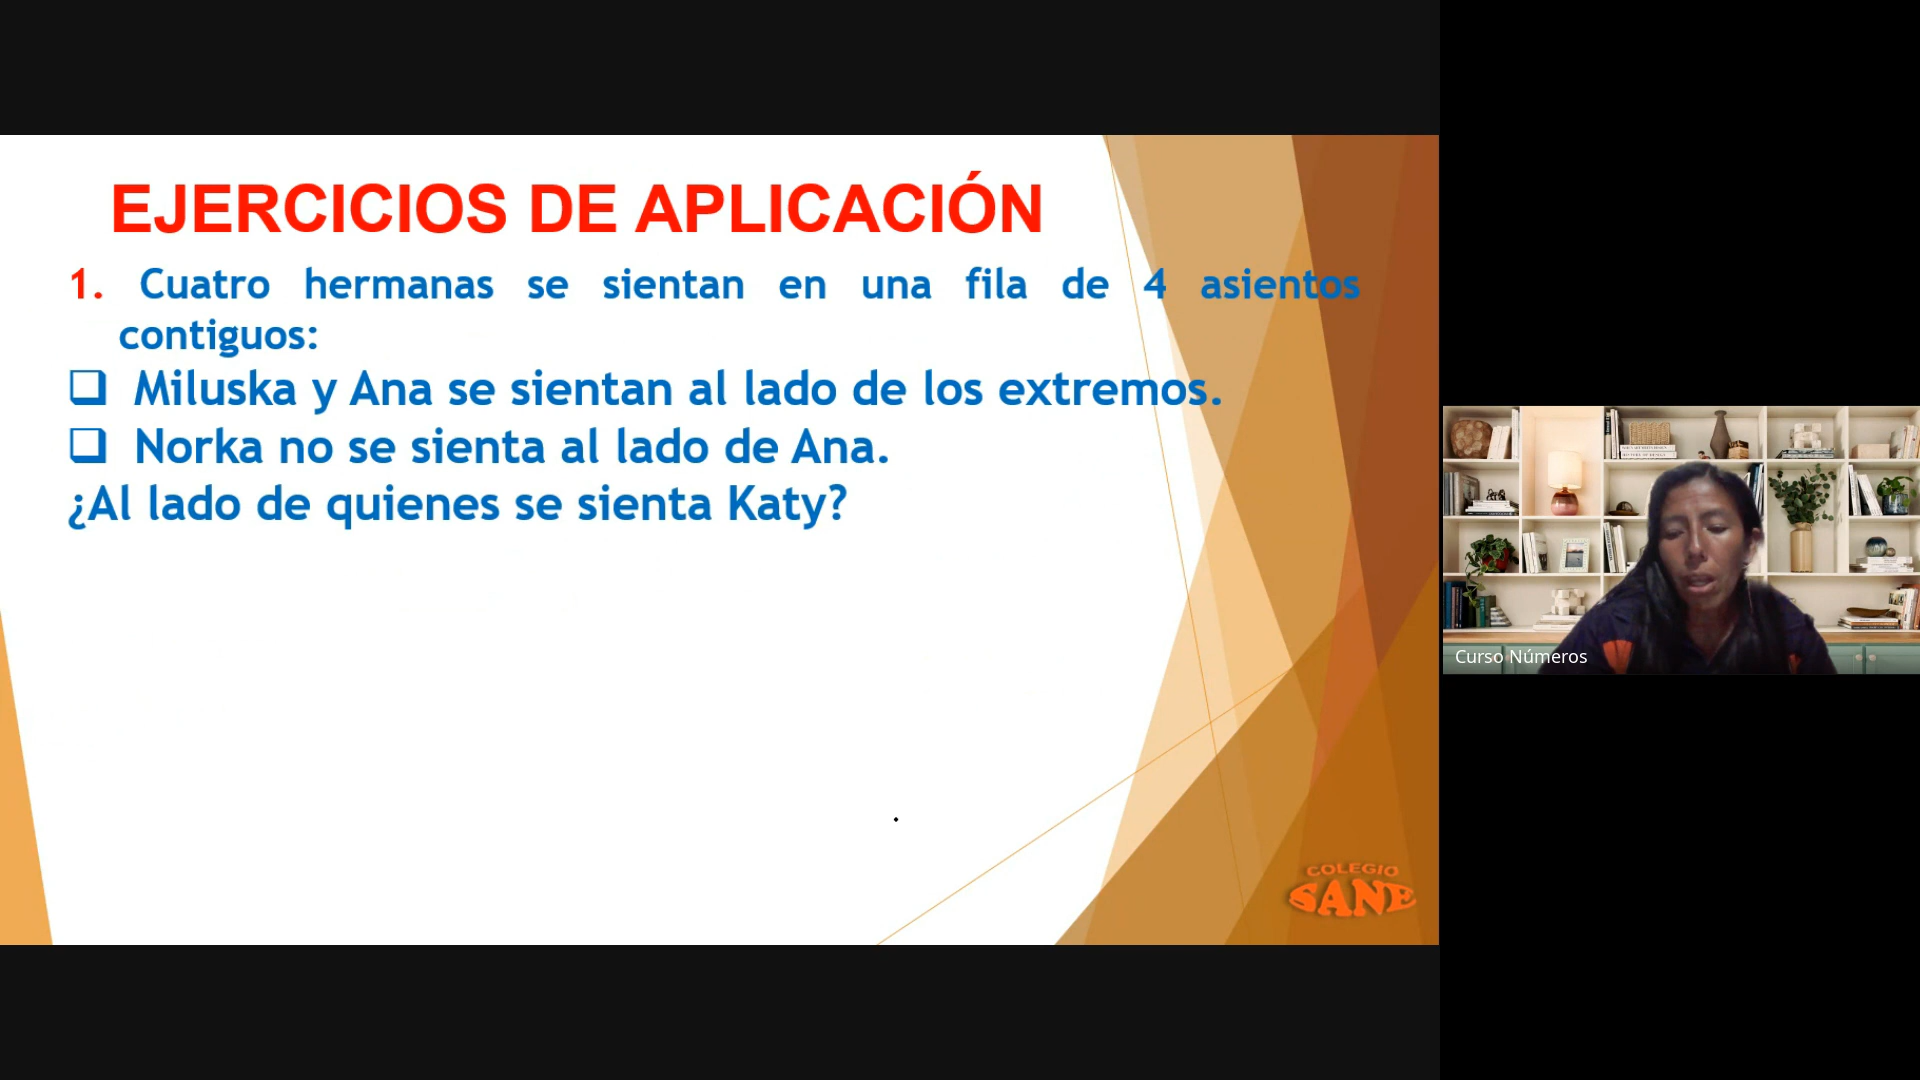 EJERCICIOS DE APLICACIÓN
1. Cuatro hermanas se sientan en una fila de 4 asientos
contiguos:
❑ Miluska y Ana se sientan al lado de los extremos.
❑ Norka no se sienta al lado de Ana.
¿Al lado de quienes se sienta Katy?
COLEGIO
SANE
Curso Números